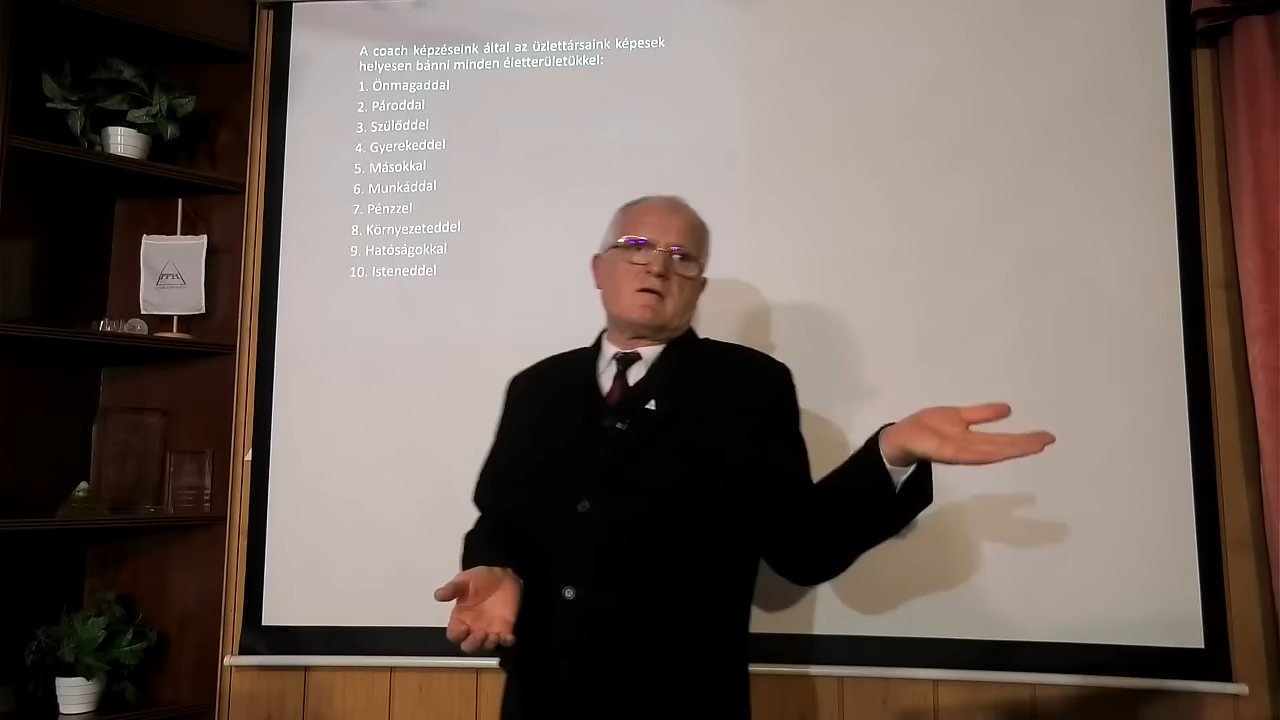 A coach képzéseink által az üzlettársaink képesek
helyesen bánni minden életterületükkel:
1. Önmagaddal
2. Pároddal
3. Szülőddel
4. Gyerekeddel
5. Másokkal
6. Munkáddal
7. Pénzzel
8. Környezeteddel
9. Hatóságokkal
10. Isteneddel